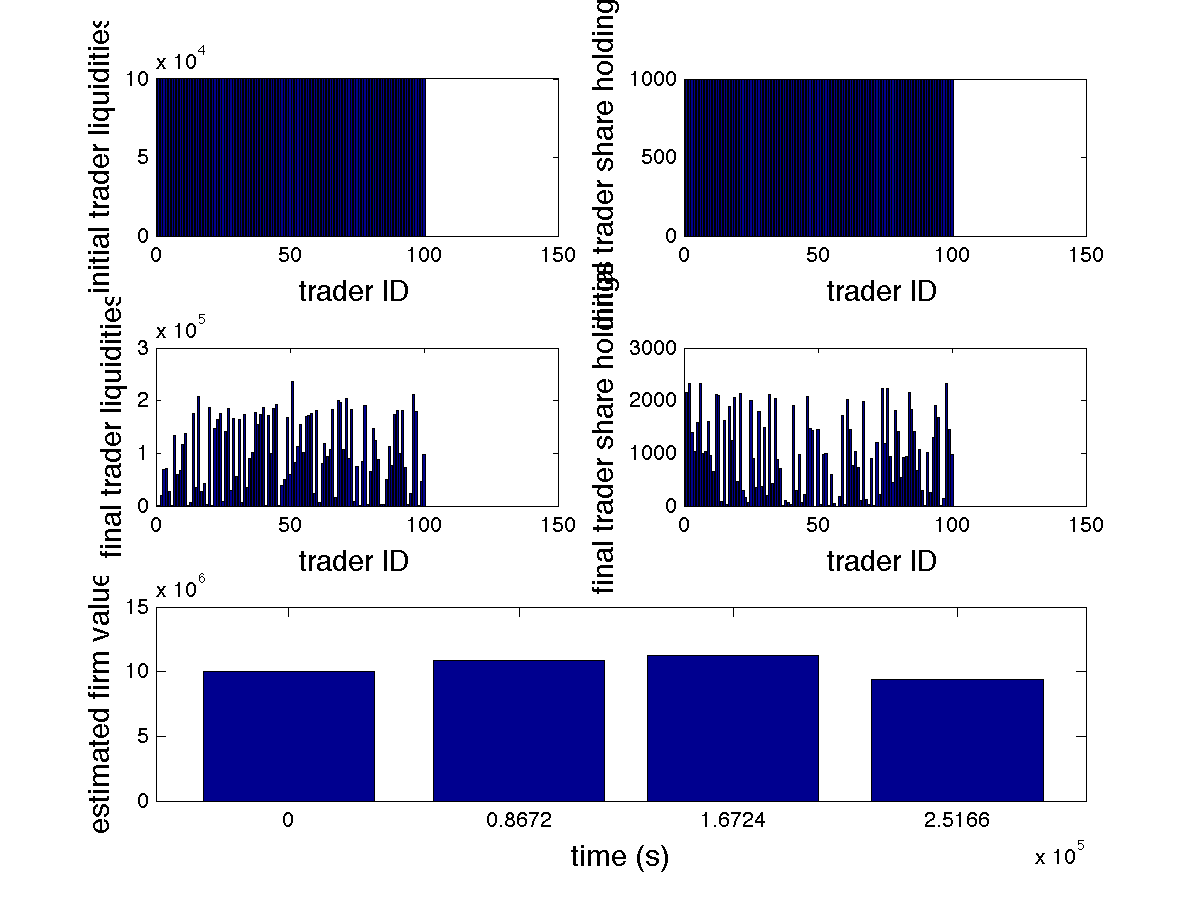 x 10^4
initial trader liquidities
10
5
0
0 50 100 150
trader ID
initial trader share holdings
1000
500
0
0 50 100 150
trader ID
x 10^5
final trader liquidities
3
2
1
0
0 50 100 150
trader ID
final trader share holdings
3000
2000
1000
0
0 50 100 150
trader ID
x 10^6
estimated firm value
15
10
5
0
0 0.8672 1.6724 2.5166
time (s)
x 10^5